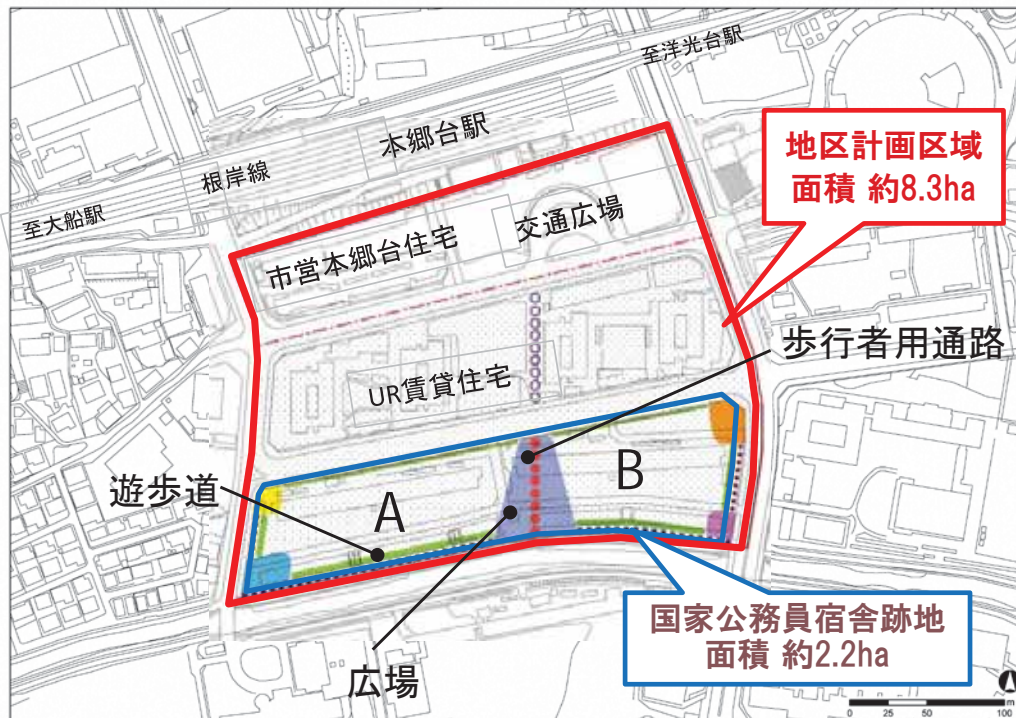 至洋光台駅
本郷台駅
根岸線
至大船駅
地区計画区域
面積 約8.3ha
交通広場
市営本郷台住宅
歩行者用通路
UR賃貸住宅
遊歩道
A
B
広場
国家公務員宿舎跡地
面積 約2.2ha
0 25 50 100
m